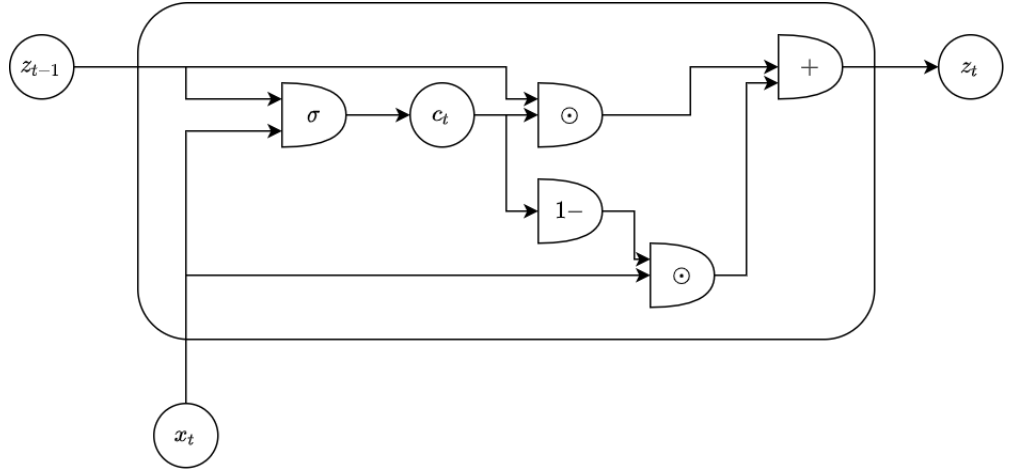 z_{t−1}
+
z_t
σ
c_t
⊙
1−
⊙
x_t